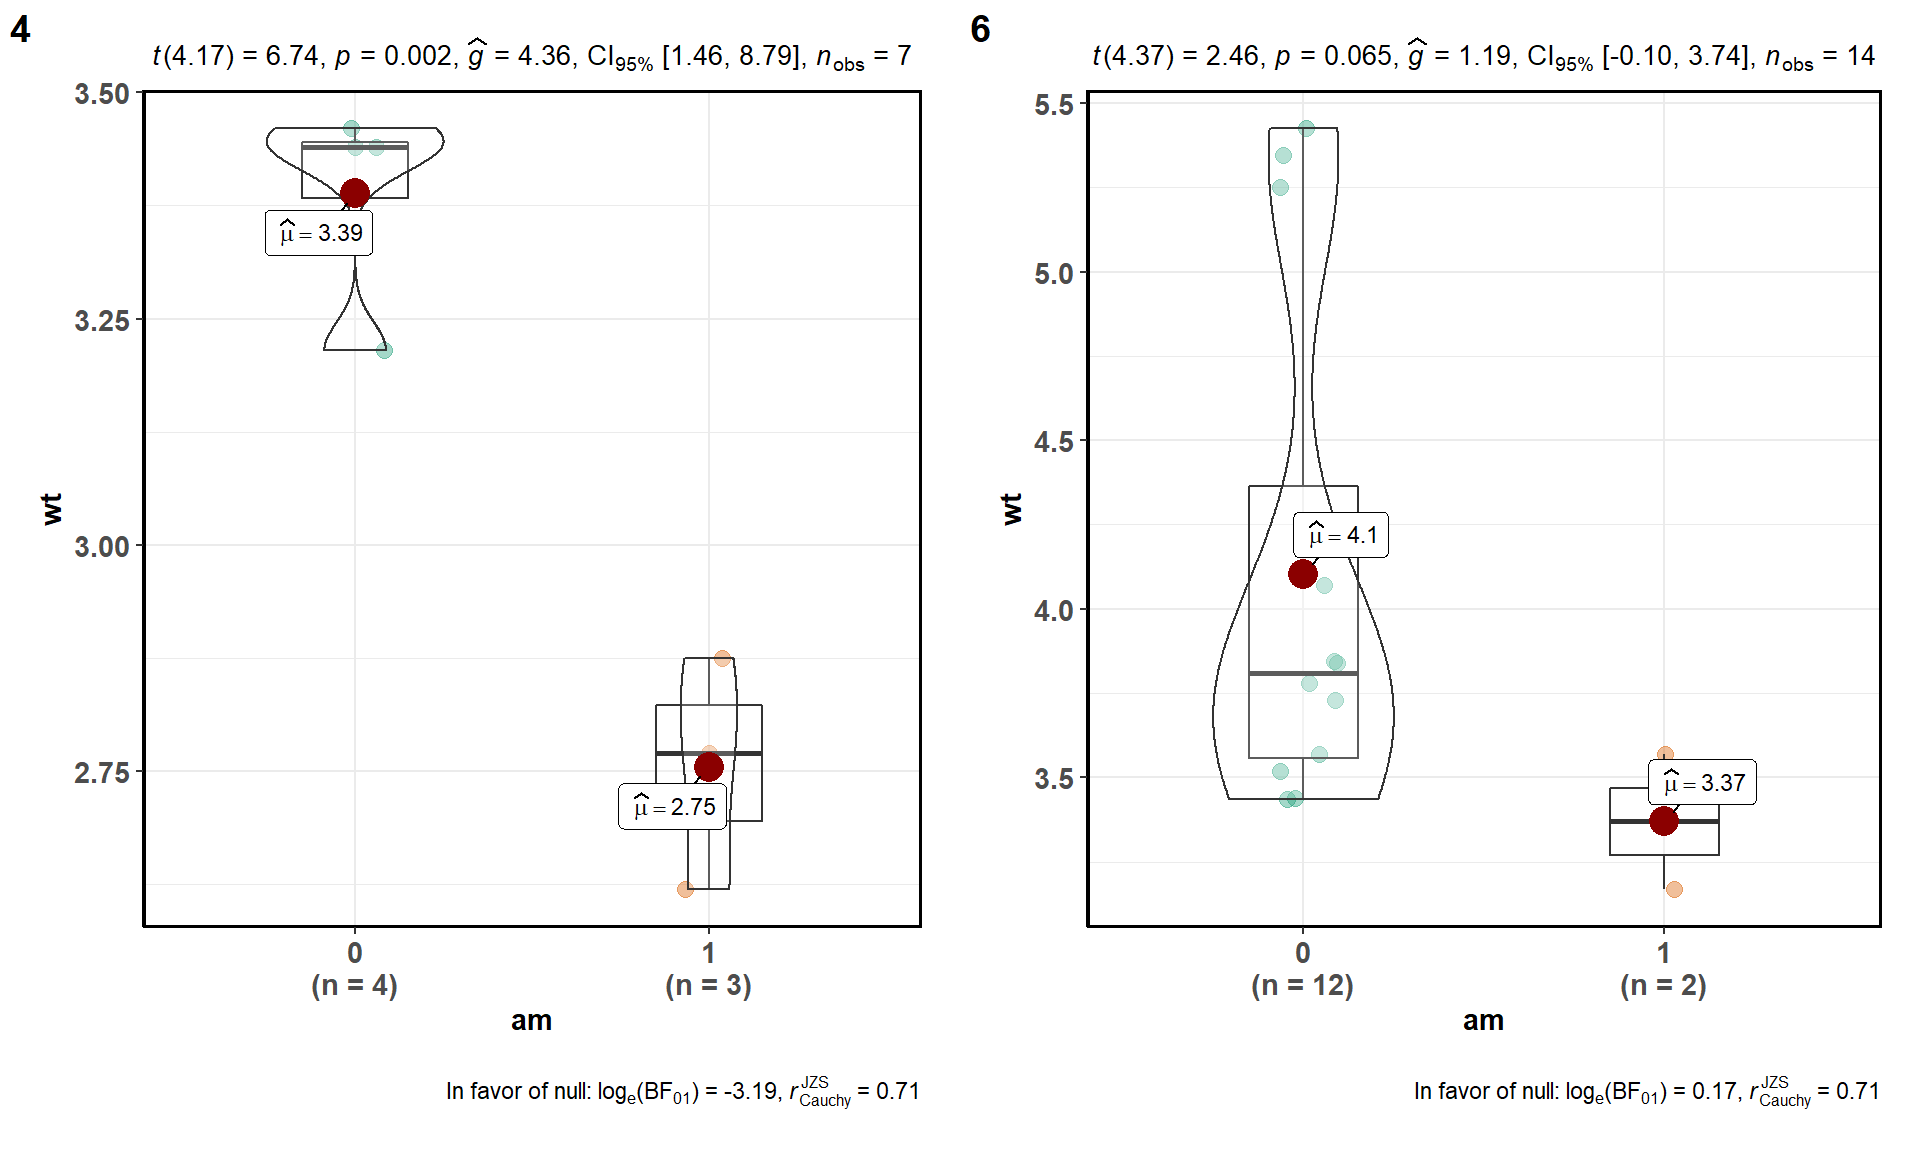 4
t(4.17) = 6.74, p = 0.002, ĝ = 4.36, CI95% [1.46, 8.79], nobs = 7
3.50
3.25
3.00
2.75
wt
μ̂ = 3.39
μ̂ = 2.75
0
(n = 4)
1
(n = 3)
am
In favor of null: loge(BF01) = -3.19, r JZS Cauchy = 0.71
6
t(4.37) = 2.46, p = 0.065, ĝ = 1.19, CI95% [-0.10, 3.74], nobs = 14
5.5
5.0
4.5
4.0
3.5
wt
μ̂ = 4.1
μ̂ = 3.37
0
(n = 12)
1
(n = 2)
am
In favor of null: loge(BF01) = 0.17, r JZS Cauchy = 0.71